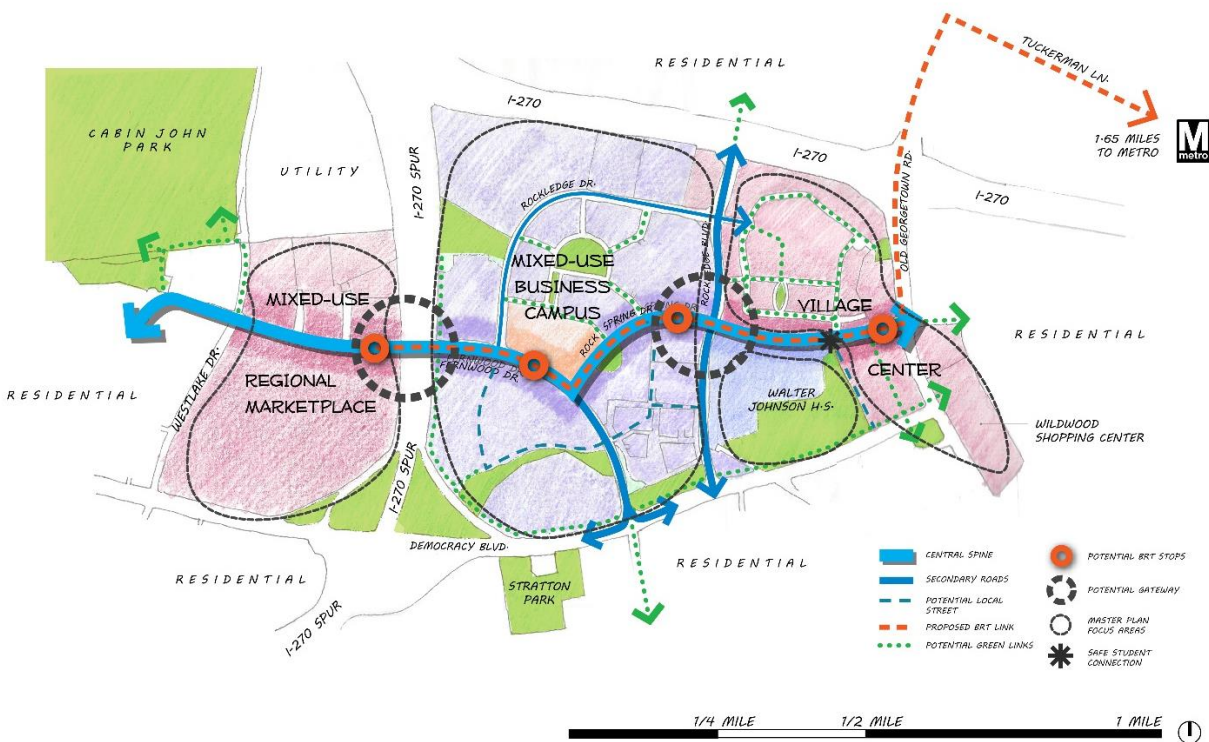 RESIDENTIAL
TUCKERMAN LN.
I-270
CABIN JOHN
PARK
1.65 MILES
TO METRO
M
metro
UTILITY
I-270
I-270 SPUR
OLD GEORGETOWN RD.
ROCKLEDGE DR.
I-270
ROCKLEDGE BLVD.
MIXED-USE
BUSINESS
CAMPUS
MIXED-USE
VILLAGE
ROCK SPRING DR.
SPRING DR.
RESIDENTIAL
FERNWOOD DR
FERNWOOD DR
CENTER
WESTLAKE DR.
REGIONAL
MARKETPLACE
WALTER
JOHNSON H.S.
RESIDENTIAL
WILDWOOD
SHOPPING CENTER
I-270 SPUR
DEMOCRACY BLVD.
RESIDENTIAL
RESIDENTIAL
STRATTON
PARK
I-270 SPUR
CENTRAL SPINE
SECONDARY ROADS
POTENTIAL LOCAL
STREET
PROPOSED BRT LINK
POTENTIAL GREEN LINKS
POTENTIAL BRT STOPS
POTENTIAL GATEWAY
MASTER PLAN
FOCUS AREAS
SAFE STUDENT
CONNECTION
1/4 MILE
1/2 MILE
1 MILE